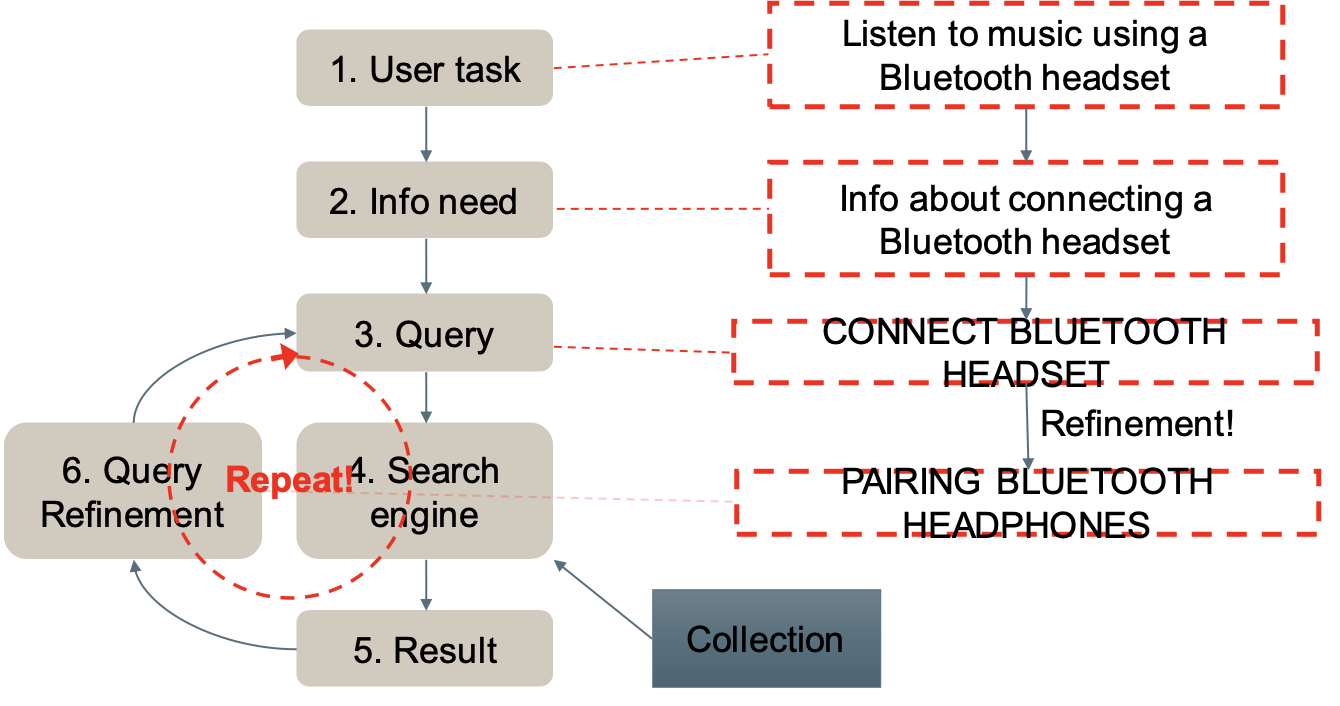 1. User task
Listen to music using a
Bluetooth headset
2. Info need
Info about connecting a
Bluetooth headset
3. Query
CONNECT BLUETOOTH
HEADSET
Refinement!
6. Query
Refinement
Repeat!
4. Search
engine
PAIRING BLUETOOTH
HEADPHONES
5. Result
Collection